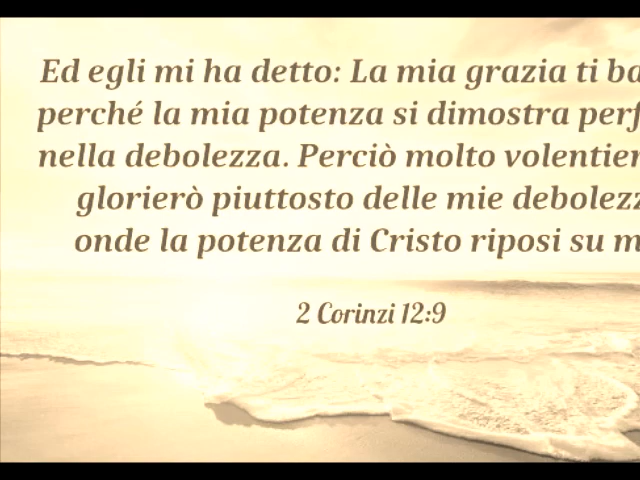 Ed egli mi ha detto: La mia grazia ti ba
perché la mia potenza si dimostra perf
nella debolezza. Perciò molto volentier
glorierò piuttosto delle mie debolezz
onde la potenza di Cristo riposi su m
2 Corinzi 12:9